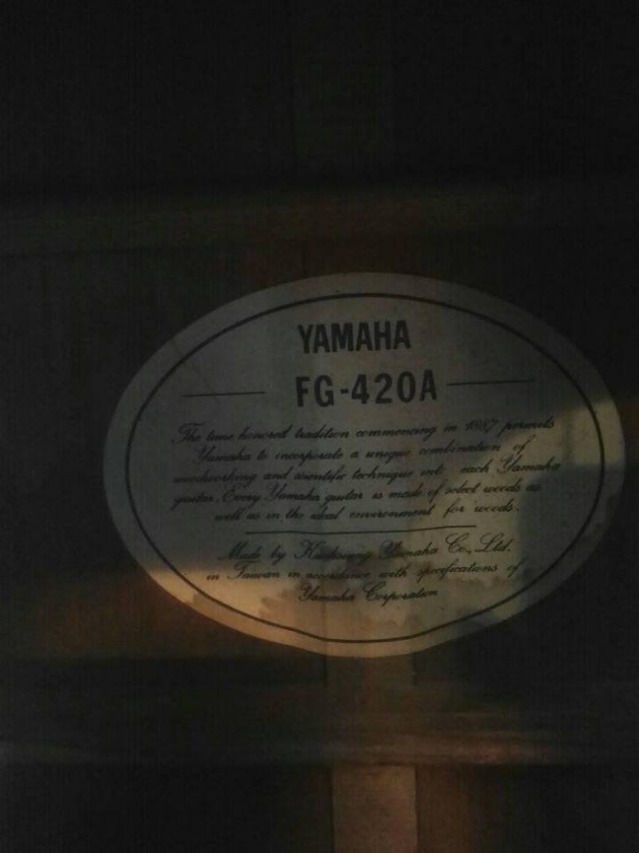 YAMAHA
FG-420A
The time honored tradition commencing in 1887 permits
Yamaha to incorporate a unique combination of
woodworking and scientific technique into each Yamaha
guitar. Every Yamaha guitar is made of select woods as
well as in the ideal environment for woods.
Made by Kaohsiung Yamaha Co., Ltd.
in Taiwan in accordance with specifications of
Yamaha Corporation